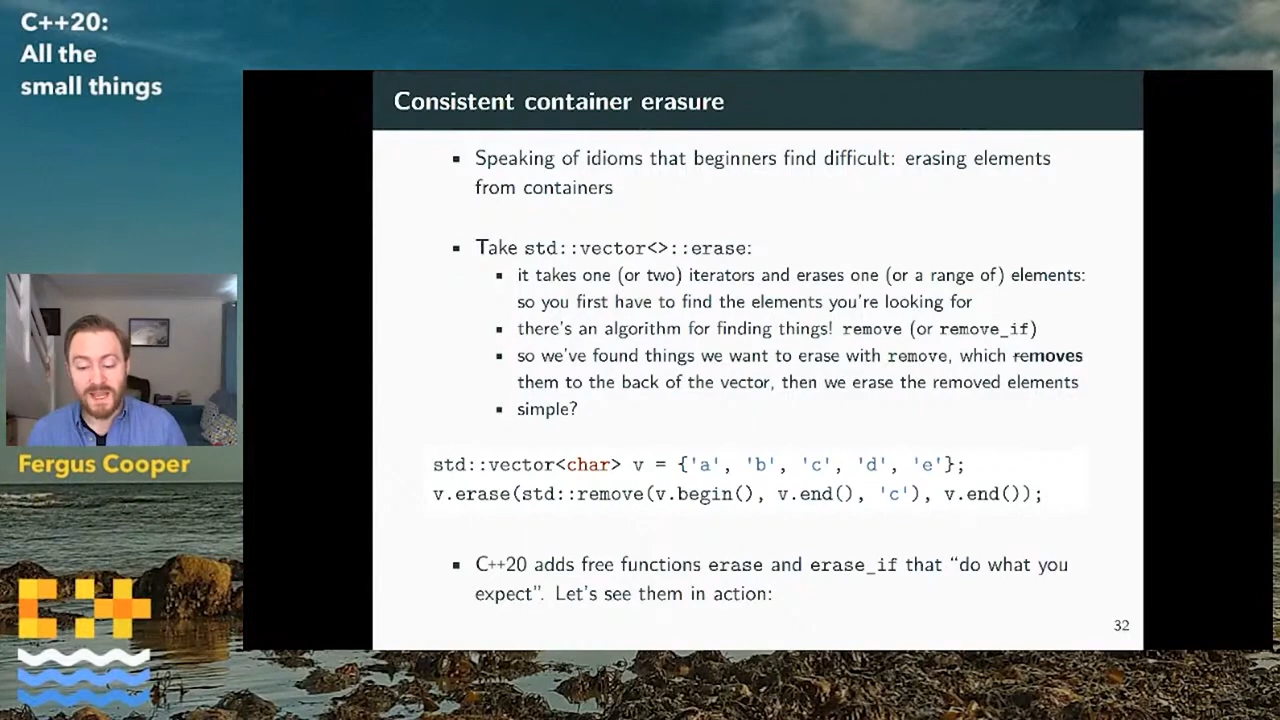 C++20:
All the
small things
Consistent container erasure
▪ Speaking of idioms that beginners find difficult: erasing elements
from containers
▪ Take std::vector<>::erase:
▪ it takes one (or two) iterators and erases one (or a range of) elements:
so you first have to find the elements you're looking for
▪ there's an algorithm for finding things! remove (or remove_if)
▪ so we've found things we want to erase with remove, which removes
them to the back of the vector, then we erase the removed elements
▪ simple?
std::vector<char> v = {'a', 'b', 'c', 'd', 'e'};
v.erase(std::remove(v.begin(), v.end(), 'c'), v.end());
▪ C++20 adds free functions erase and erase_if that “do what you
expect”. Let's see them in action:
32
Fergus Cooper
C++